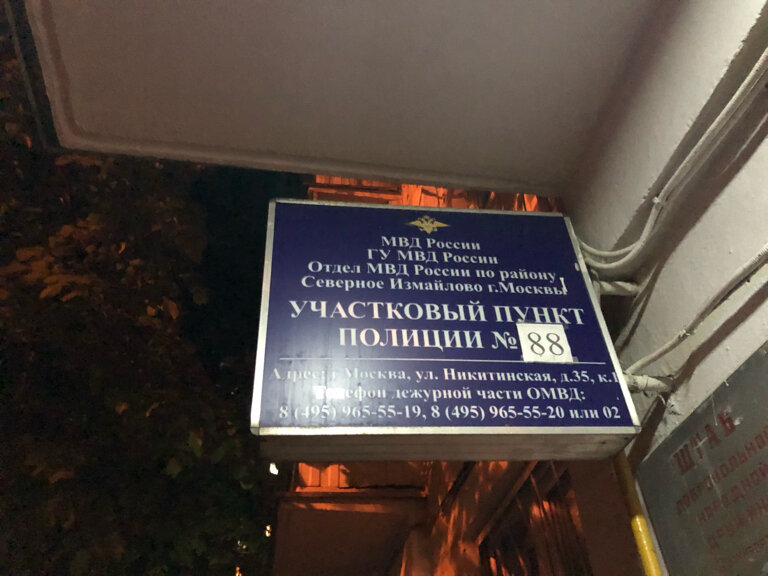 МВД России
ГУ МВД России
Отдел МВД России по району
Северное Измайлово г.Москвы
УЧАСТКОВЫЙ ПУНКТ
ПОЛИЦИИ № 88
Адрес: г.Москва, ул. Никитинская, д.35, к.1
Телефон дежурной части ОМВД:
8 (495) 965-55-19, 8 (495) 965-55-20 или 02
ШТАБ